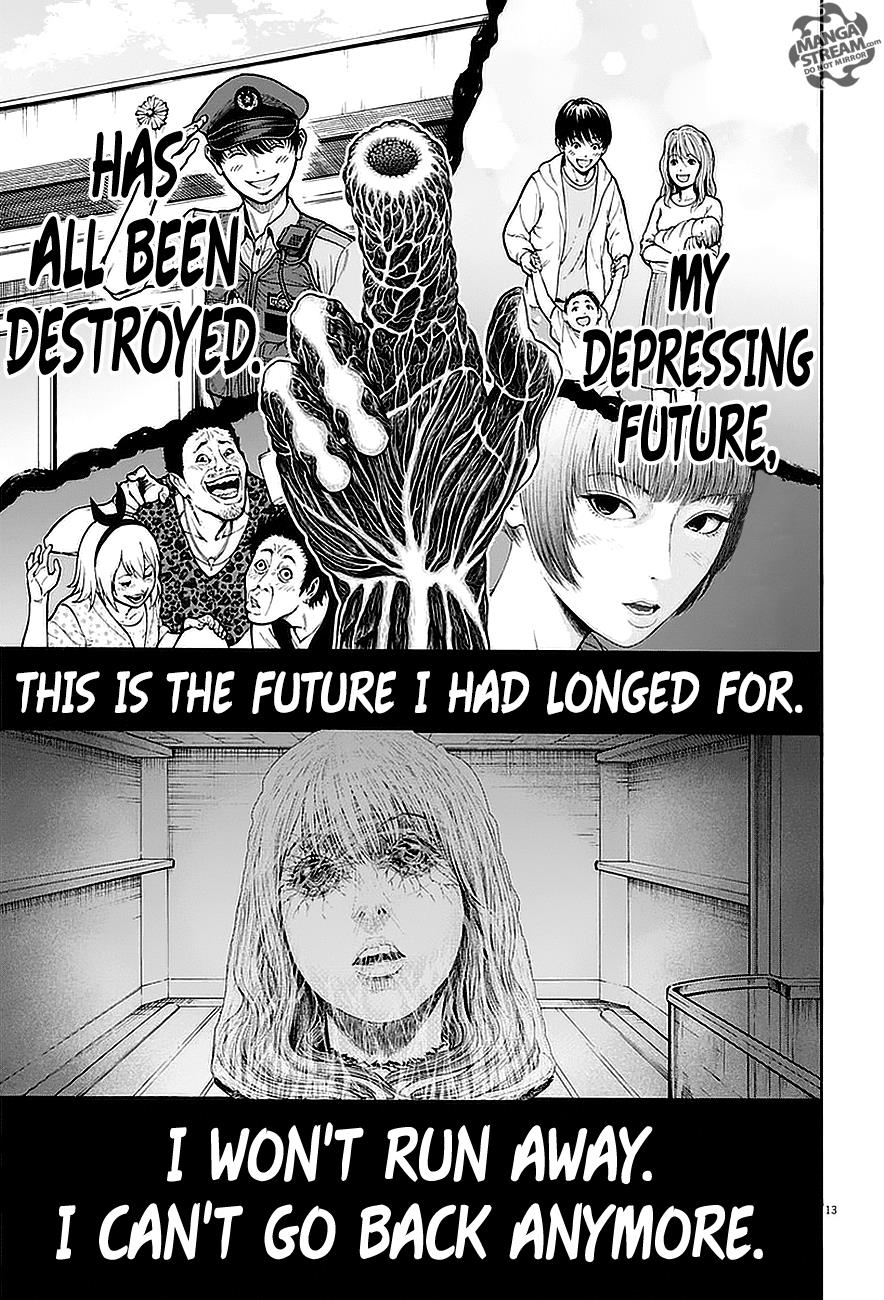 MANGA
STREAM.com
DO NOT MIRROR
MY
DEPRESSING
FUTURE,
HAS
ALL BEEN
DESTROYED.
THIS IS THE FUTURE I HAD LONGED FOR.
I WON'T RUN AWAY.
I CAN'T GO BACK ANYMORE.
13